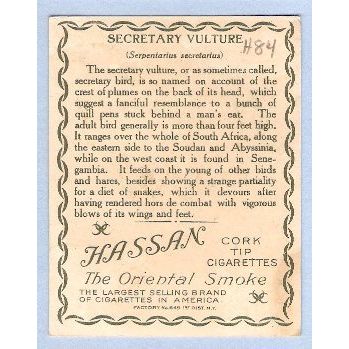 SECRETARY VULTURE
#84
(Serpentarius secretarius)
The secretary vulture, or as sometimes called,
secretary bird, is so named on account of the
crest of plumes on the back of its head, which
suggest a fanciful resemblance to a bunch of
quill pens stuck behind a man's ear. The
adult bird generally is more than four feet high.
It ranges over the whole of South Africa, along
the eastern side to the Soudan and Abyssinia,
while on the west coast it is found in Sene-
gambia. It feeds on the young of other birds
and hares, besides showing a strange partiality
for a diet of snakes, which it devours after
having rendered hors de combat with vigorous
blows of its wings and feet.
HASSAN
CORK
TIP
CIGARETTES
The Oriental Smoke
THE LARGEST SELLING BRAND
OF CIGARETTES IN AMERICA.
FACTORY No. 649 1ST DIST. N.Y.